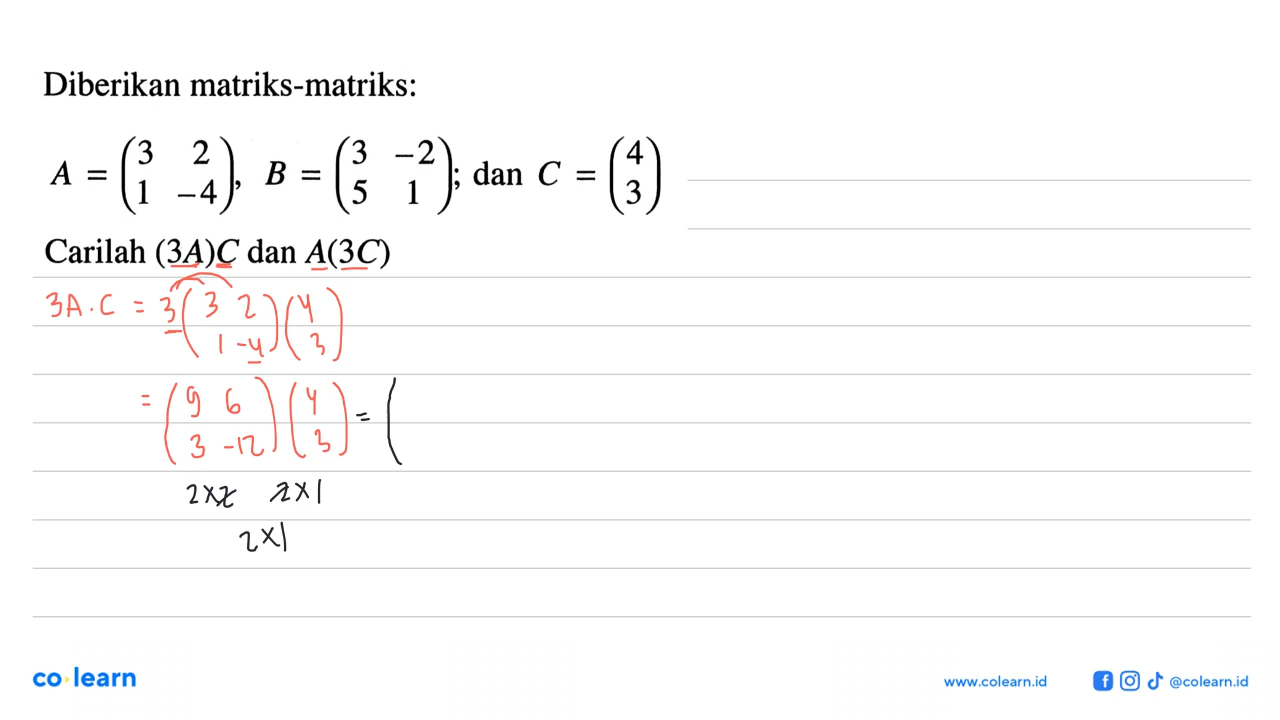 Diberikan matriks-matriks:
A = (3 2 1 -4), B = (3 -2 5 1); dan C = (4 3)
Carilah (3A)C dan A(3C)
3A . C = 3 (3 2 1 -4) (4 3)
= (9 6 3 -12) (4 3) = (
2x2 2x1
2x1
co learn
www.colearn.id @colearn.id